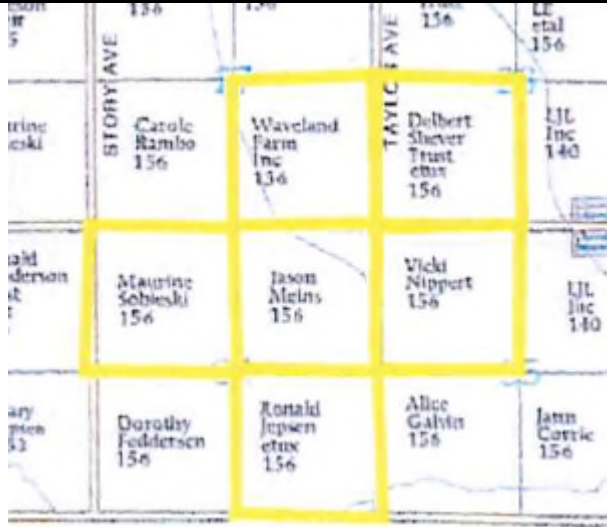 156
156
LE
etal
156
STORY AVE
TAYLOR AVE
Carole
Rambo
156
Waveland
Farm
Inc
156
Delbert
Shever
Trust
etux
156
LJL
Inc
140
Maurine
Sobieski
156
Jason
Meins
156
Vicki
Nippert
156
LJL
Inc
140
Dorothy
Feddersen
156
Ronald
Jepsen
etux
156
Alice
Galvin
156
Jann
Corrie
156